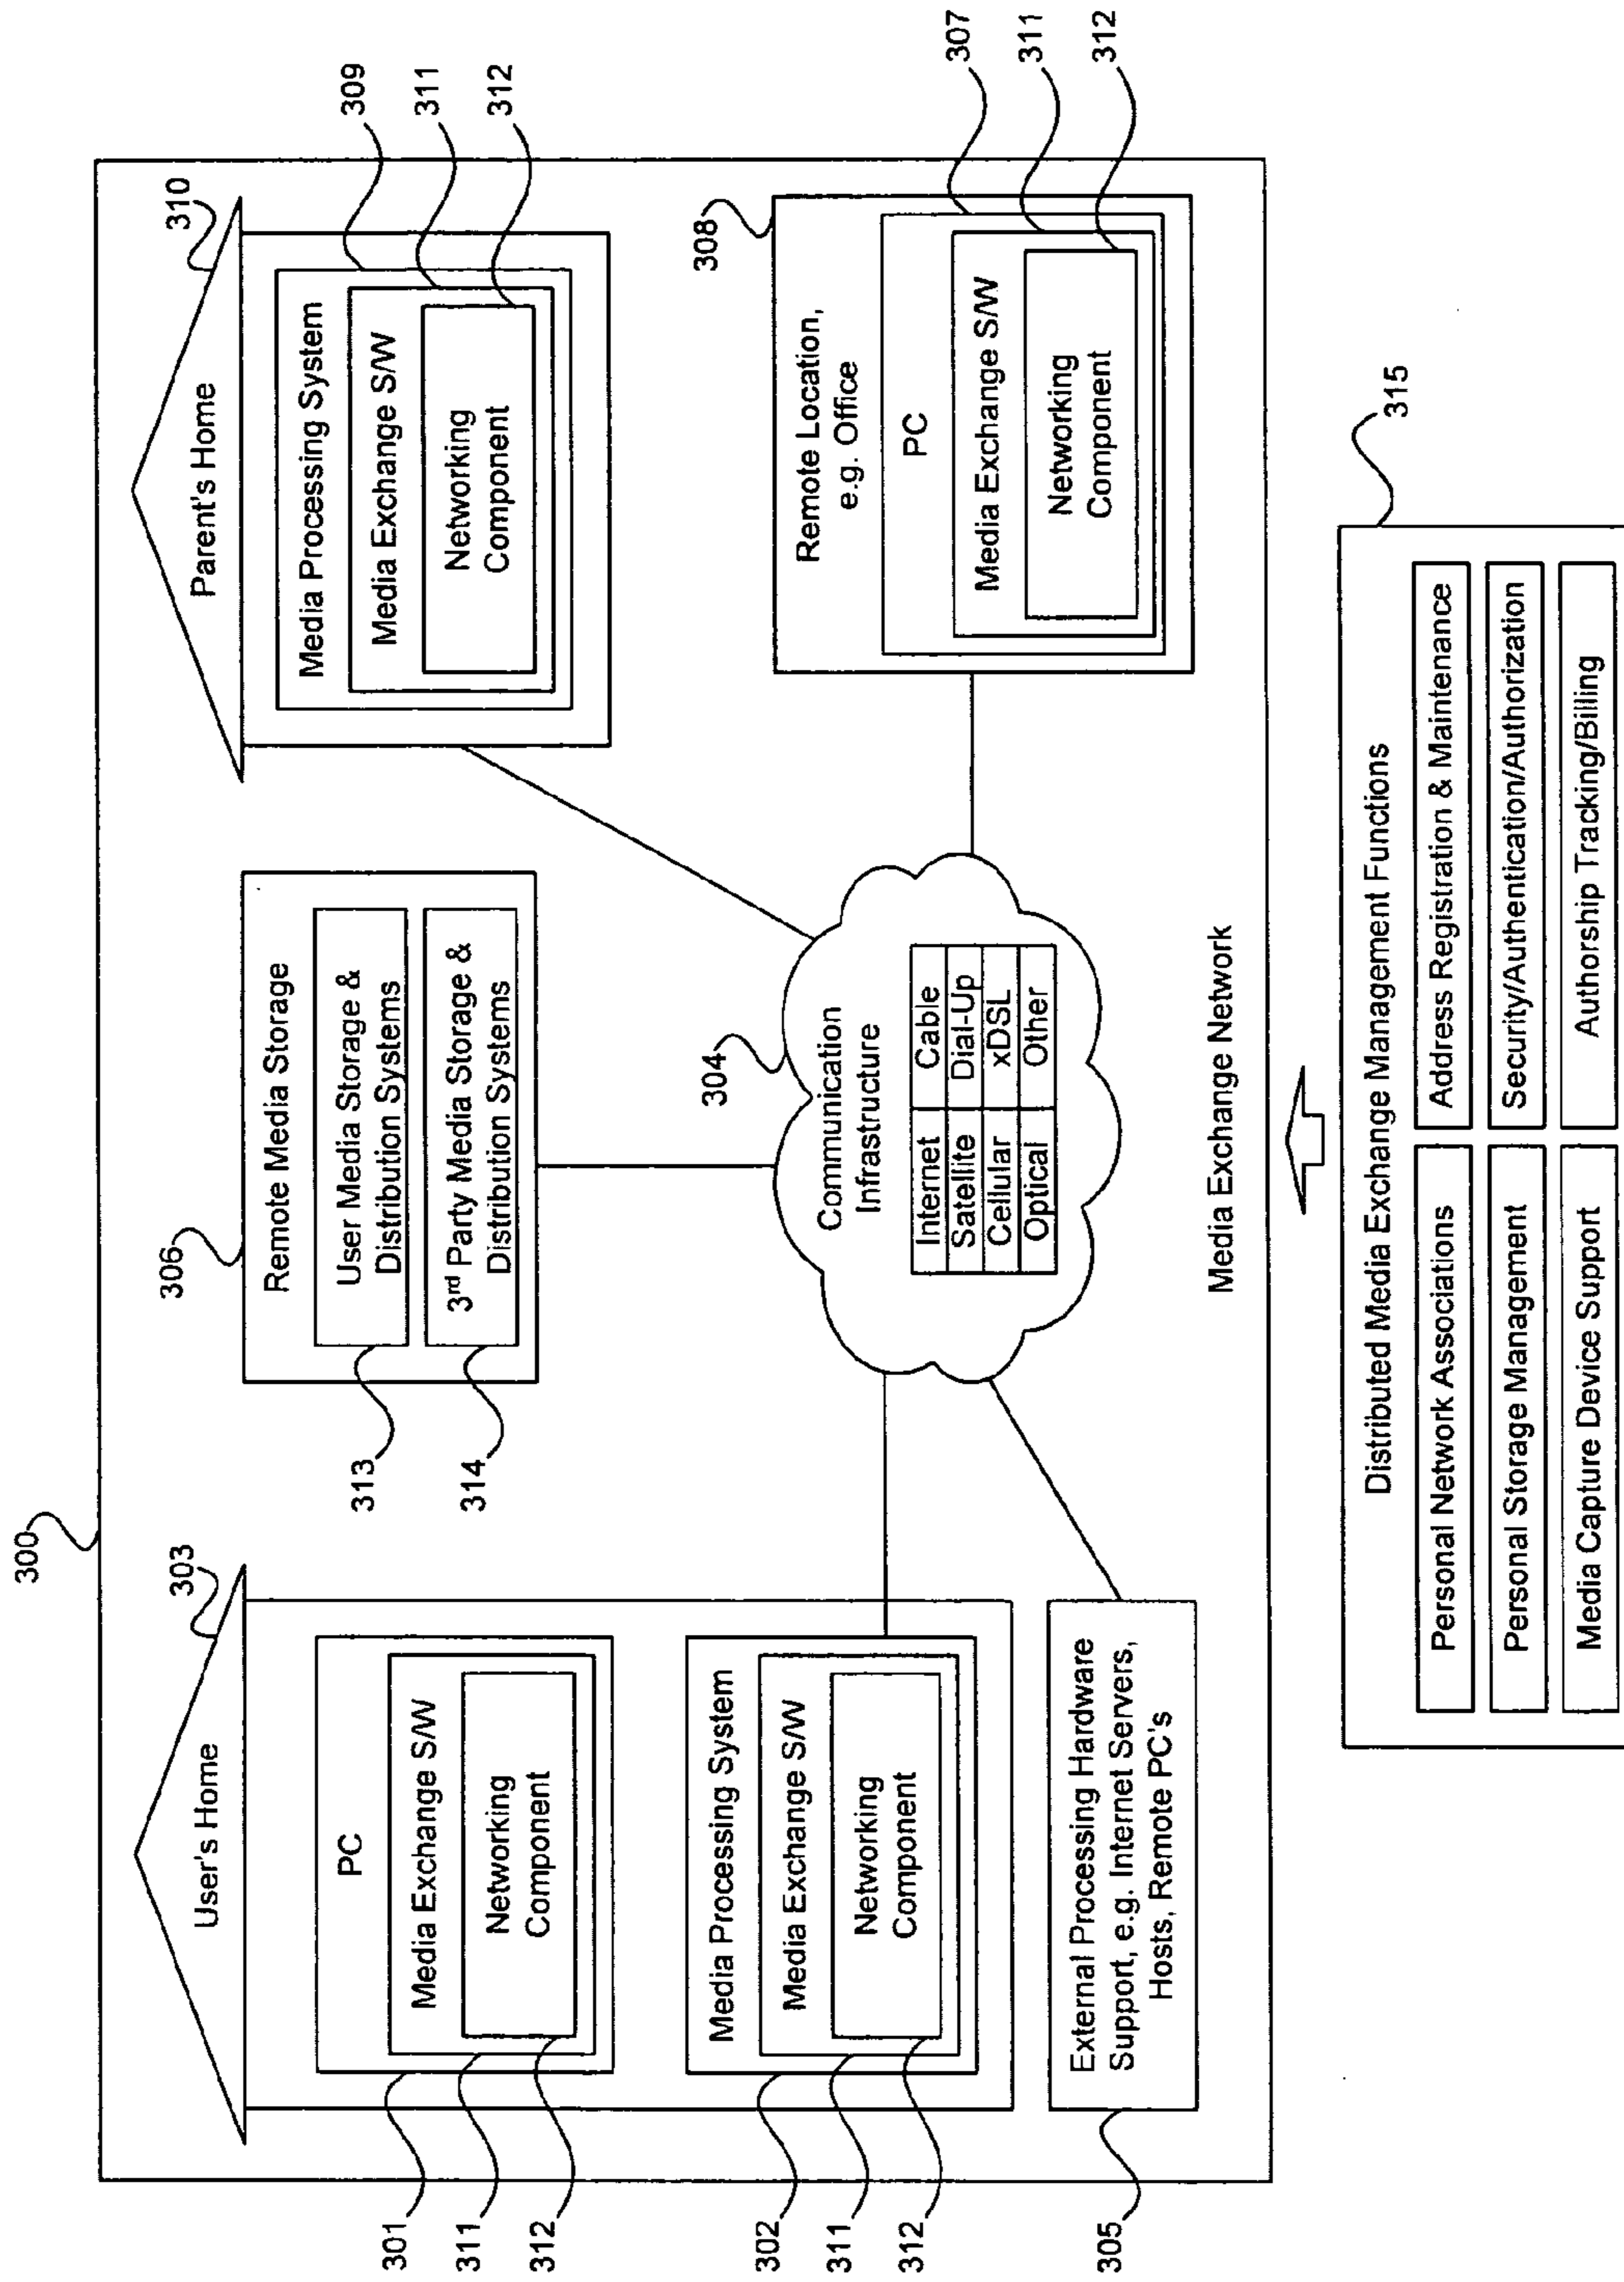 300
303
User's Home
PC
Media Exchange S/W
Networking
Component
301
311
312
Media Processing System
Media Exchange S/W
Networking
Component
302
311
312
External Processing Hardware
Support, e.g. Internet Servers,
Hosts, Remote PC's
305
306
Remote Media Storage
User Media Storage &
Distribution Systems
3rd Party Media Storage &
Distribution Systems
313
314
304
Communication
Infrastructure
Internet Cable
Satellite Dial-Up
Cellular xDSL
Optical Other
310
Parent's Home
Media Processing System
Media Exchange S/W
Networking
Component
309
311
312
308
Remote Location,
e.g. Office
PC
Media Exchange S/W
Networking
Component
307
311
312
Media Exchange Network
315
Distributed Media Exchange Management Functions
Personal Network Associations
Address Registration & Maintenance
Personal Storage Management
Security/Authentication/Authorization
Media Capture Device Support
Authorship Tracking/Billing